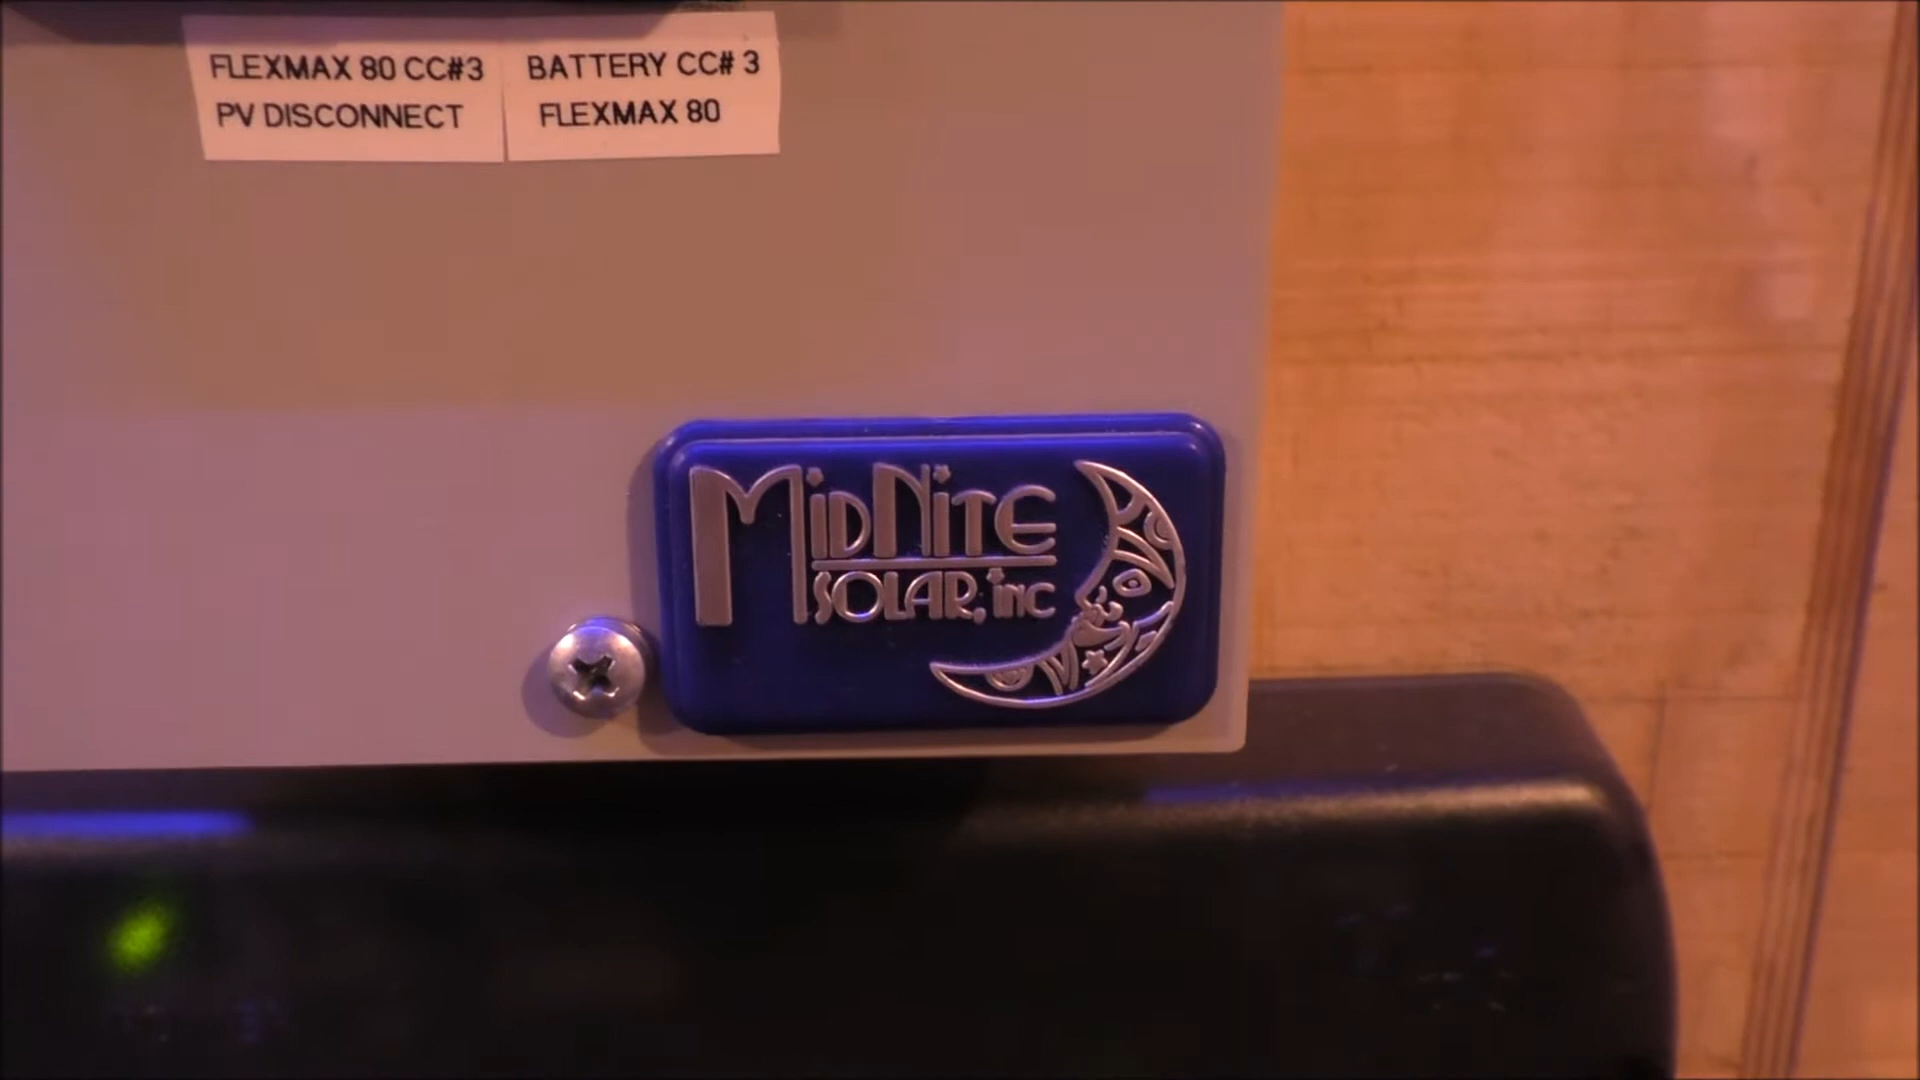 FLEXMAX 80 CC#3
PV DISCONNECT
BATTERY CC# 3
FLEXMAX 80
MIDNITE
SOLAR, inc